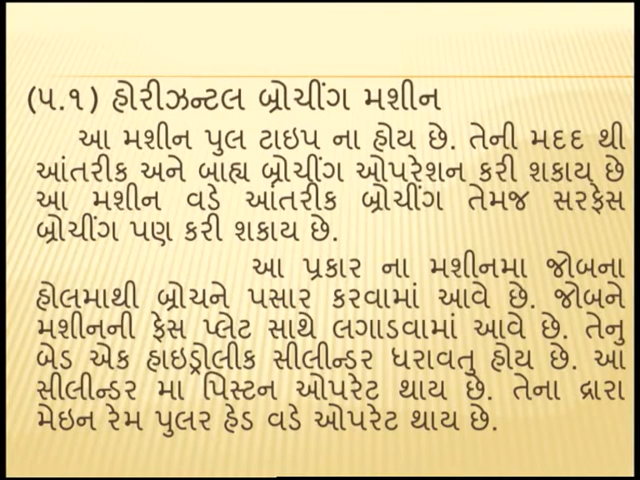 (૫.૧) હોરીઝન્ટલ બ્રોચીંગ મશીન
આ મશીન પુલ ટાઇપ ના હોય છે. તેની મદદ થી
આંતરીક અને બાહ્ય બ્રોચીંગ ઓપરેશન કરી શકાય છે
આ મશીન વડે આંતરીક બ્રોચીંગ તેમજ સરફેસ
બ્રોચીંગ પણ કરી શકાય છે.
આ પ્રકાર ના મશીનમા જોબના
હોલમાથી બ્રોચને પસાર કરવામાં આવે છે. જોબને
મશીનની ફેસ પ્લેટ સાથે લગાડવામાં આવે છે. તેનુ
બેડ એક હાઇડ્રોલીક સીલીન્ડર ધરાવતુ હોય છે. આ
સીલીન્ડર મા પિસ્ટન ઓપરેટ થાય છે. તેના દ્રારા
મેઇન રેમ પુલર હેડ વડે ઓપરેટ થાય છે.